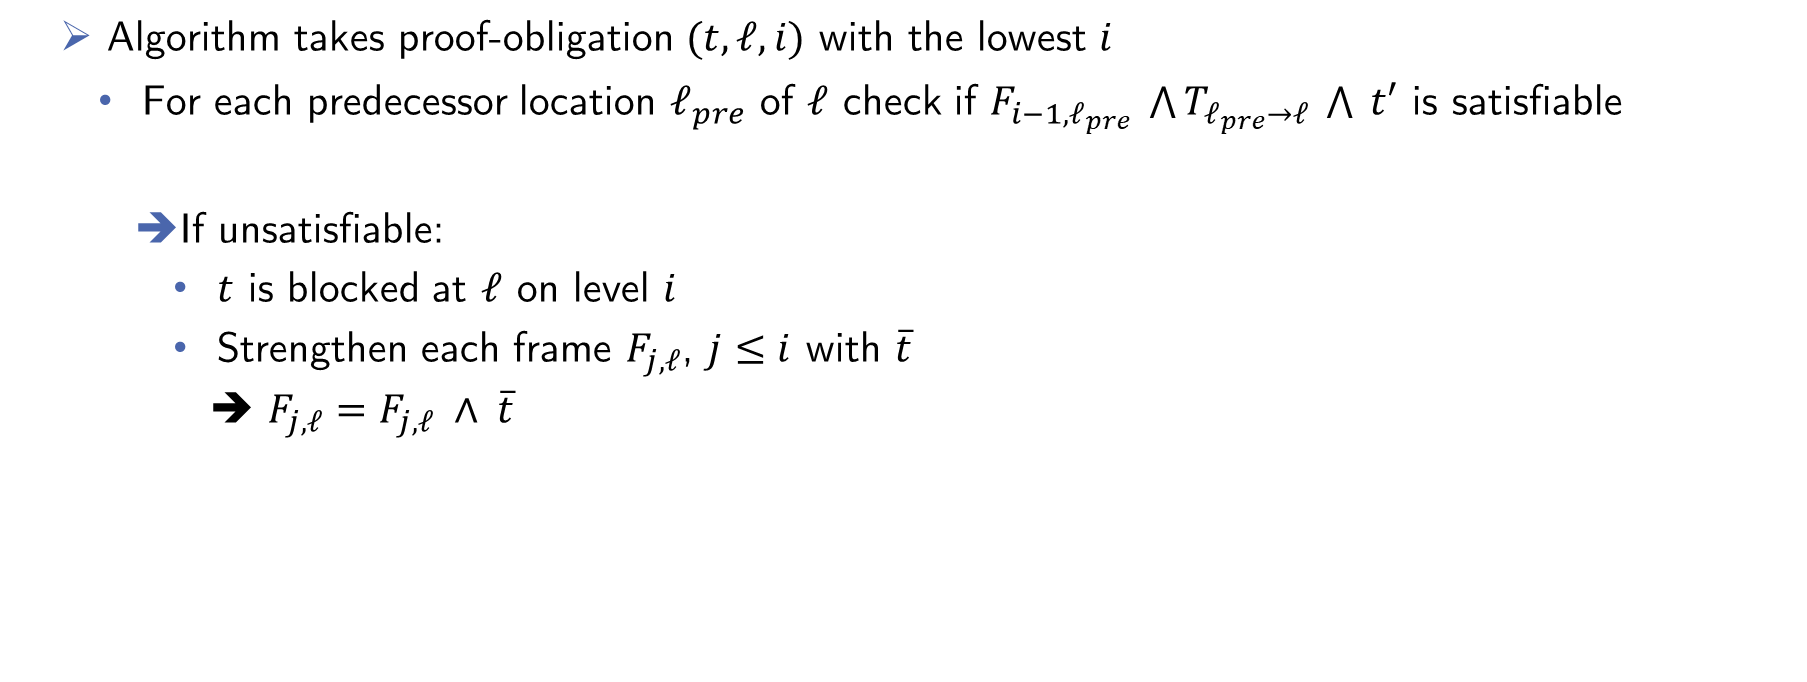 ➢ Algorithm takes proof-obligation (t, ℓ, i) with the lowest i
• For each predecessor location ℓ_pre of ℓ check if F_{i−1,ℓ_pre} ∧ T_{ℓ_pre→ℓ} ∧ t′ is satisfiable
➔ If unsatisfiable:
• t is blocked at ℓ on level i
• Strengthen each frame F_{j,ℓ}, j ≤ i with t̄
➔ F_{j,ℓ} = F_{j,ℓ} ∧ t̄